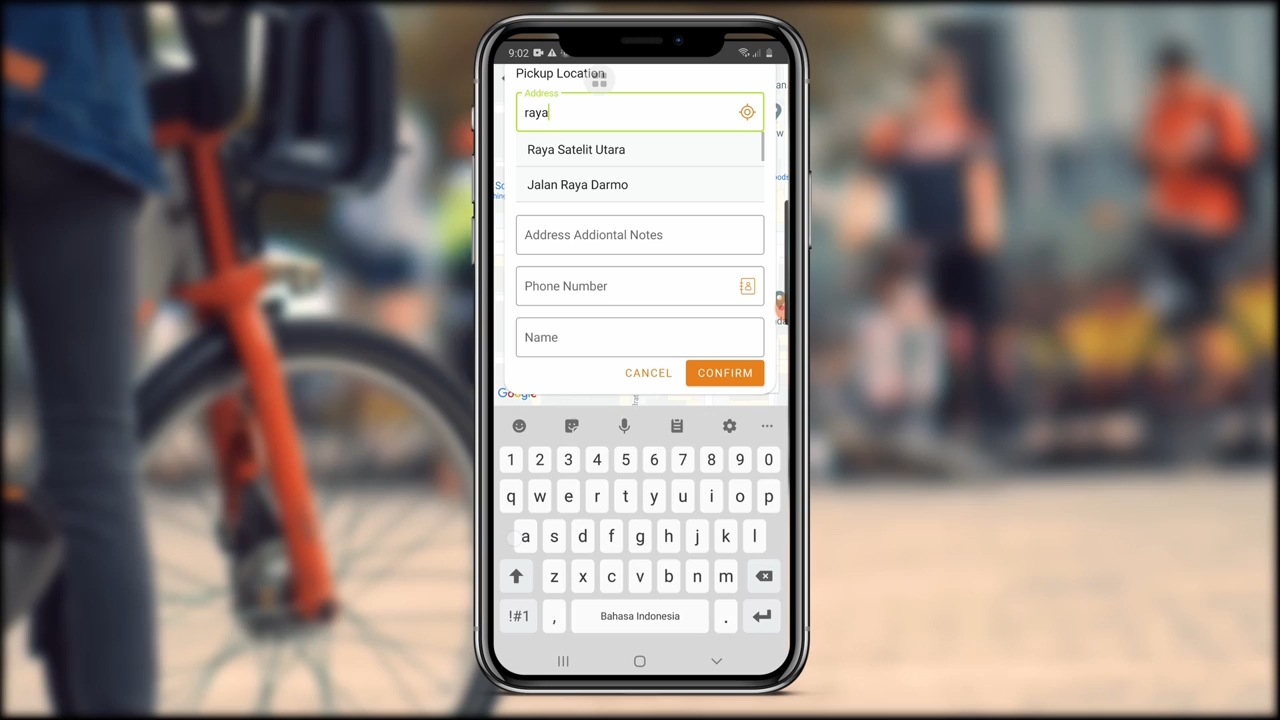 9:02
Pickup Location
Address
raya
Raya Satelit Utara
Jalan Raya Darmo
Address Addiontal Notes
Phone Number
Name
CANCEL CONFIRM
Google
1 2 3 4 5 6 7 8 9 0
q w e r t y u i o p
a s d f g h j k l
z x c v b n m
!#1 , Bahasa Indonesia .